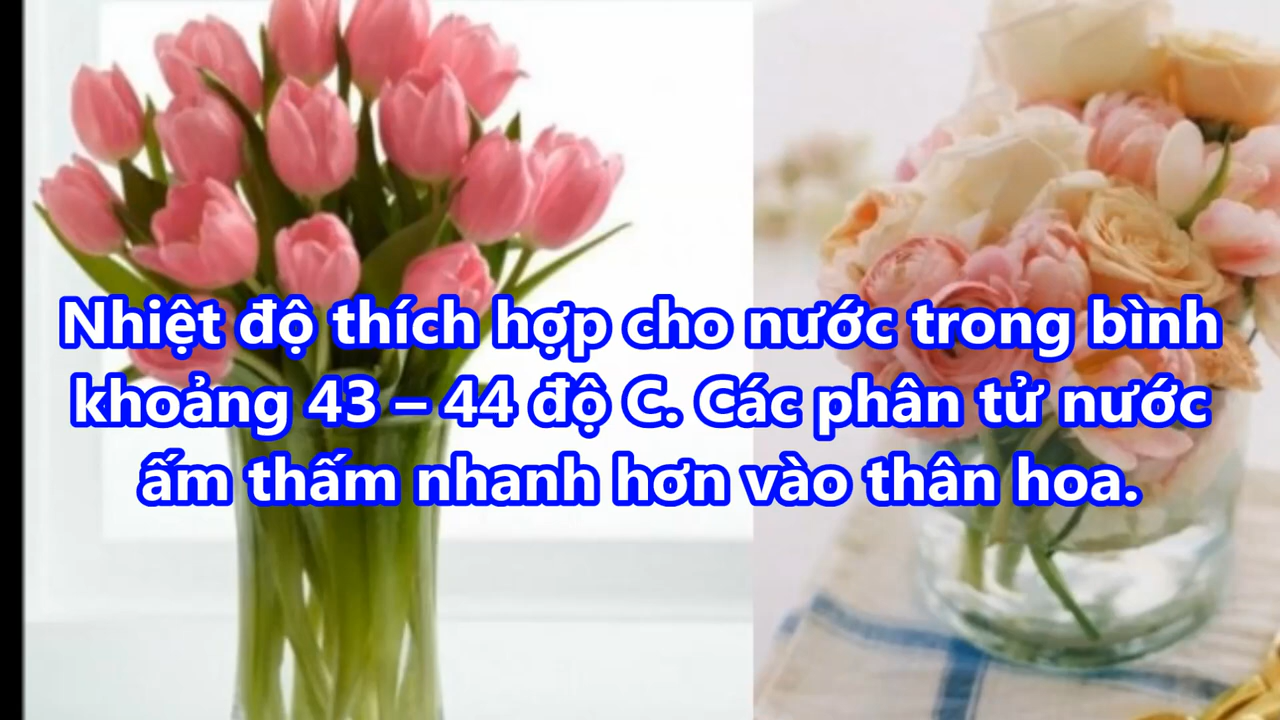 Nhiệt độ thích hợp cho nước trong bình
khoảng 43 – 44 độ C. Các phân tử nước
ấm thấm nhanh hơn vào thân hoa.